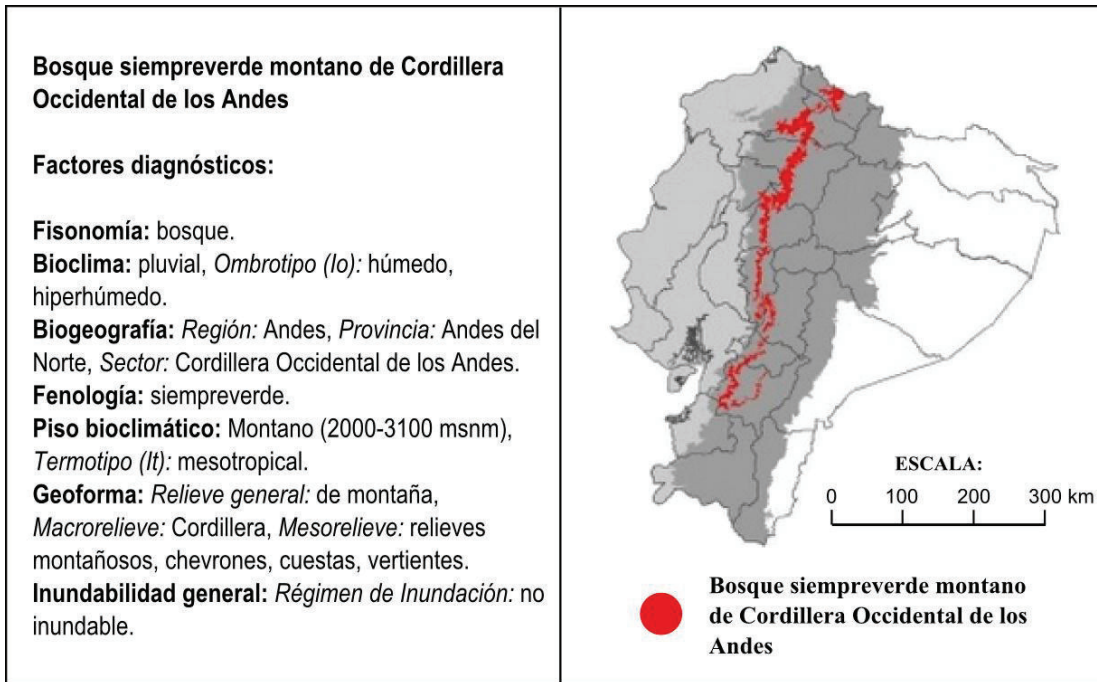 Bosque siempreverde montano de Cordillera
Occidental de los Andes
Factores diagnósticos:
Fisonomía: bosque.
Bioclima: pluvial, Ombrotipo (Io): húmedo,
hiperhúmedo.
Biogeografía: Región: Andes, Provincia: Andes del
Norte, Sector: Cordillera Occidental de los Andes.
Fenología: siempreverde.
Piso bioclimático: Montano (2000-3100 msnm),
Termotipo (It): mesotropical.
Geoforma: Relieve general: de montaña,
Macrorelieve: Cordillera, Mesorelieve: relieves
montañosos, chevrones, cuestas, vertientes.
Inundabilidad general: Régimen de Inundación: no
inundable.
ESCALA:
0 100 200 300 km
Bosque siempreverde montano
de Cordillera Occidental de los
Andes